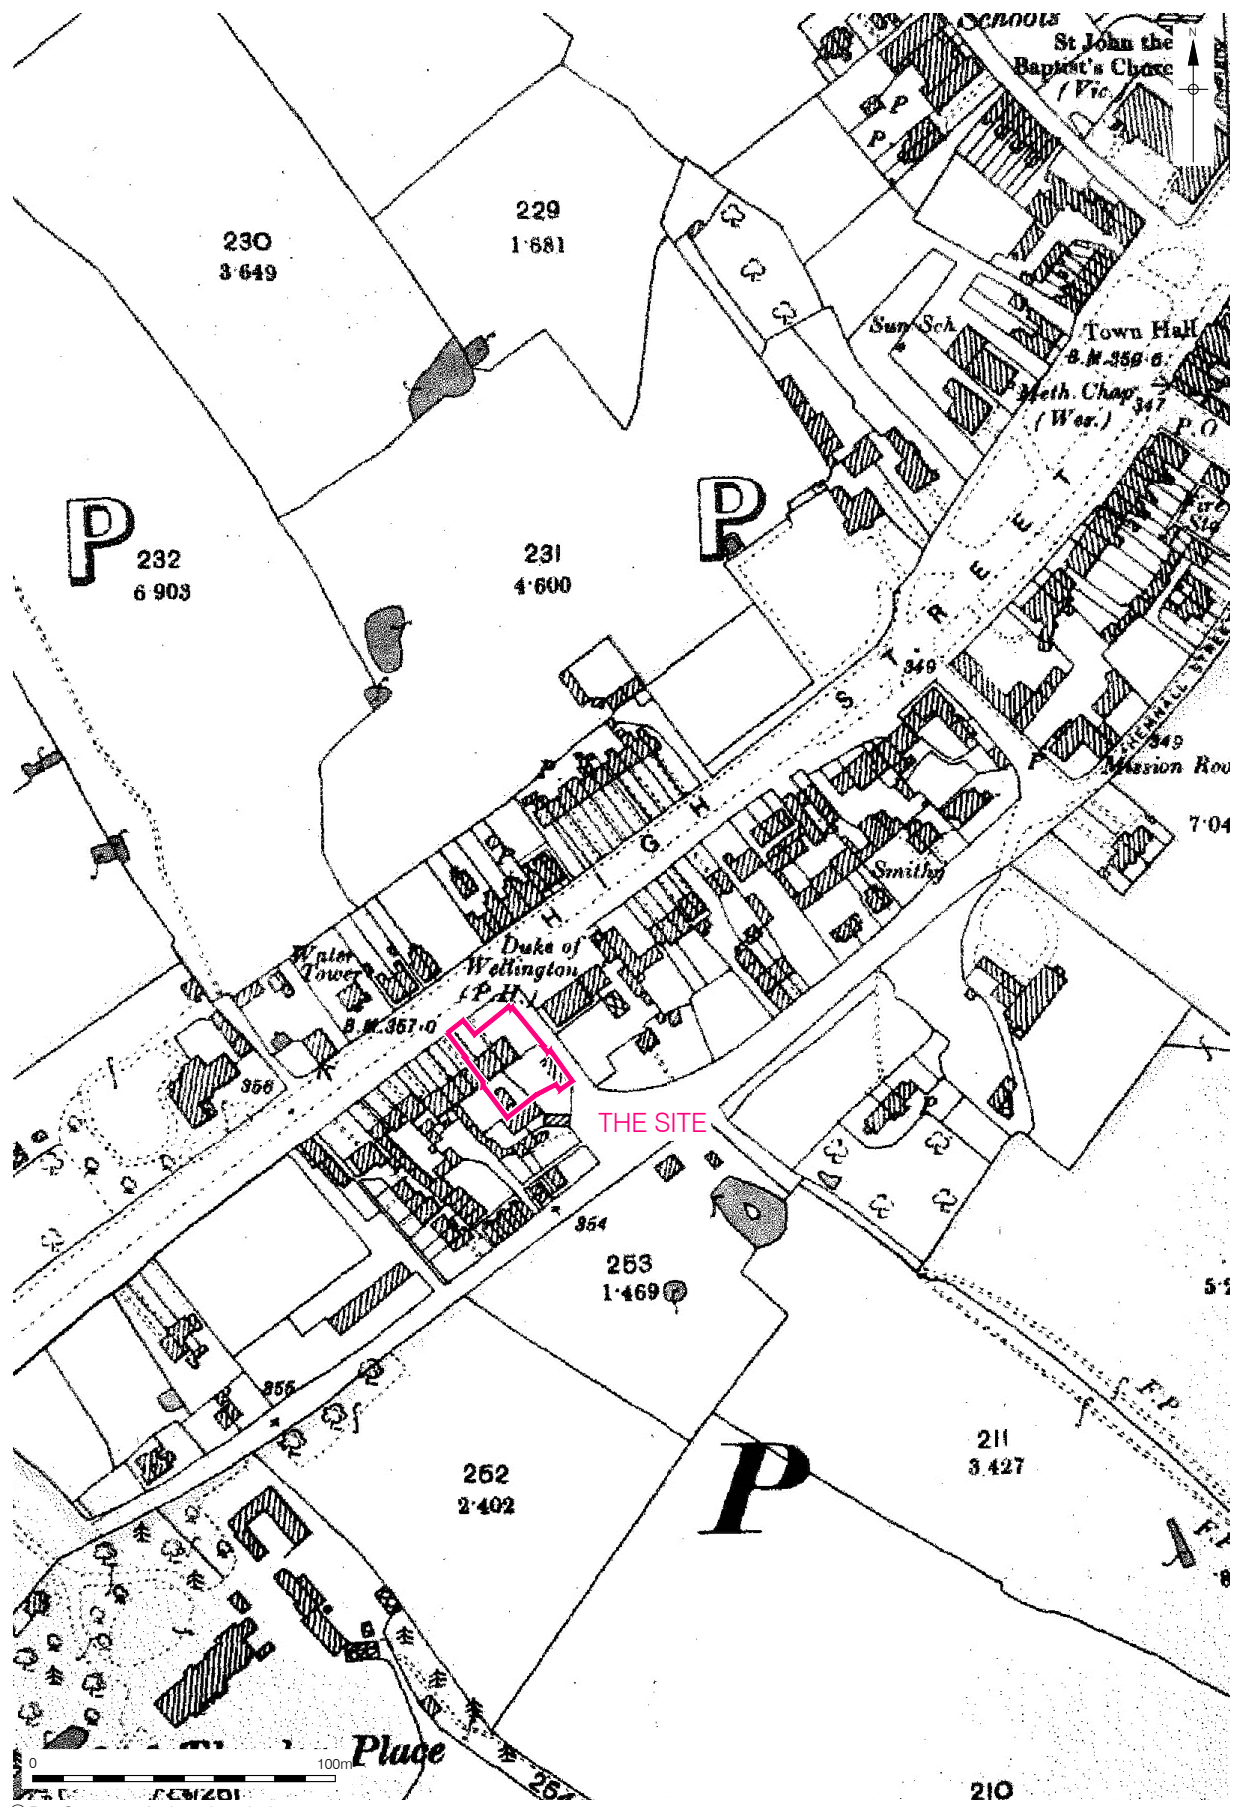 Schools
St John the
Baptist's
(Vic.)
N
P
P.
229
1·681
230
3·649
Sun. Sch.
Town Hall
B.M. 359·6
Meth. Chap.
(Wes.)
347
P.O
P
232
6·903
P
231
4·600
HIGH STREET
349
HEMNALL STREET
349
P
Mission
P
7·04
Smithy
Duke of
Wellington
(P.H.)
Water
Tower
B.M. 357·0
356
THE SITE
P
354
253
1·469
355
252
2·402
P
211
3·427
F.P.
F.P.
Place
0
100m
254
210